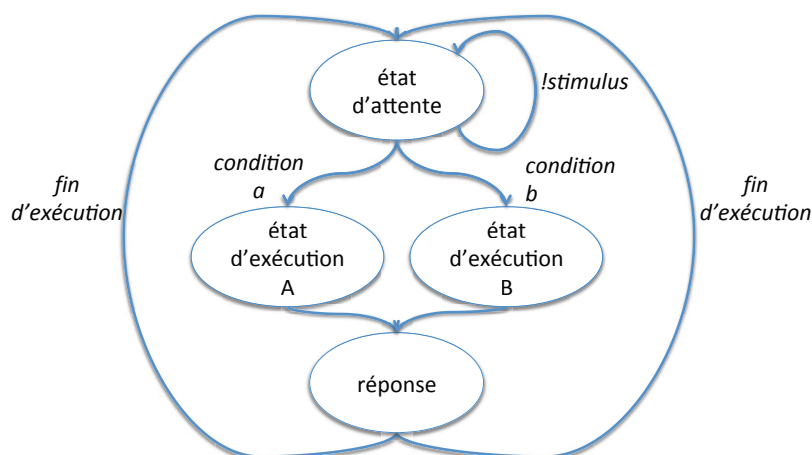 état
d'attente
!stimulus
condition
a
condition
b
fin
d'exécution
fin
d'exécution
état
d'exécution
A
état
d'exécution
B
réponse